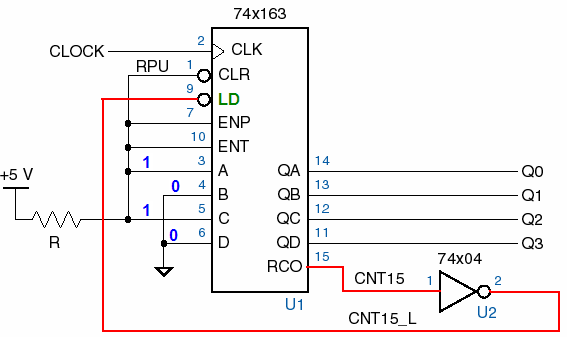 74x163
CLOCK
2
CLK
RPU
1
CLR
9
LD
7
ENP
10
ENT
1
3
A
QA
14
Q0
+5 V
0
4
B
QB
13
Q1
1
5
C
QC
12
Q2
R
0
6
D
QD
11
Q3
RCO
15
74x04
CNT15
1
2
U1
U2
CNT15_L